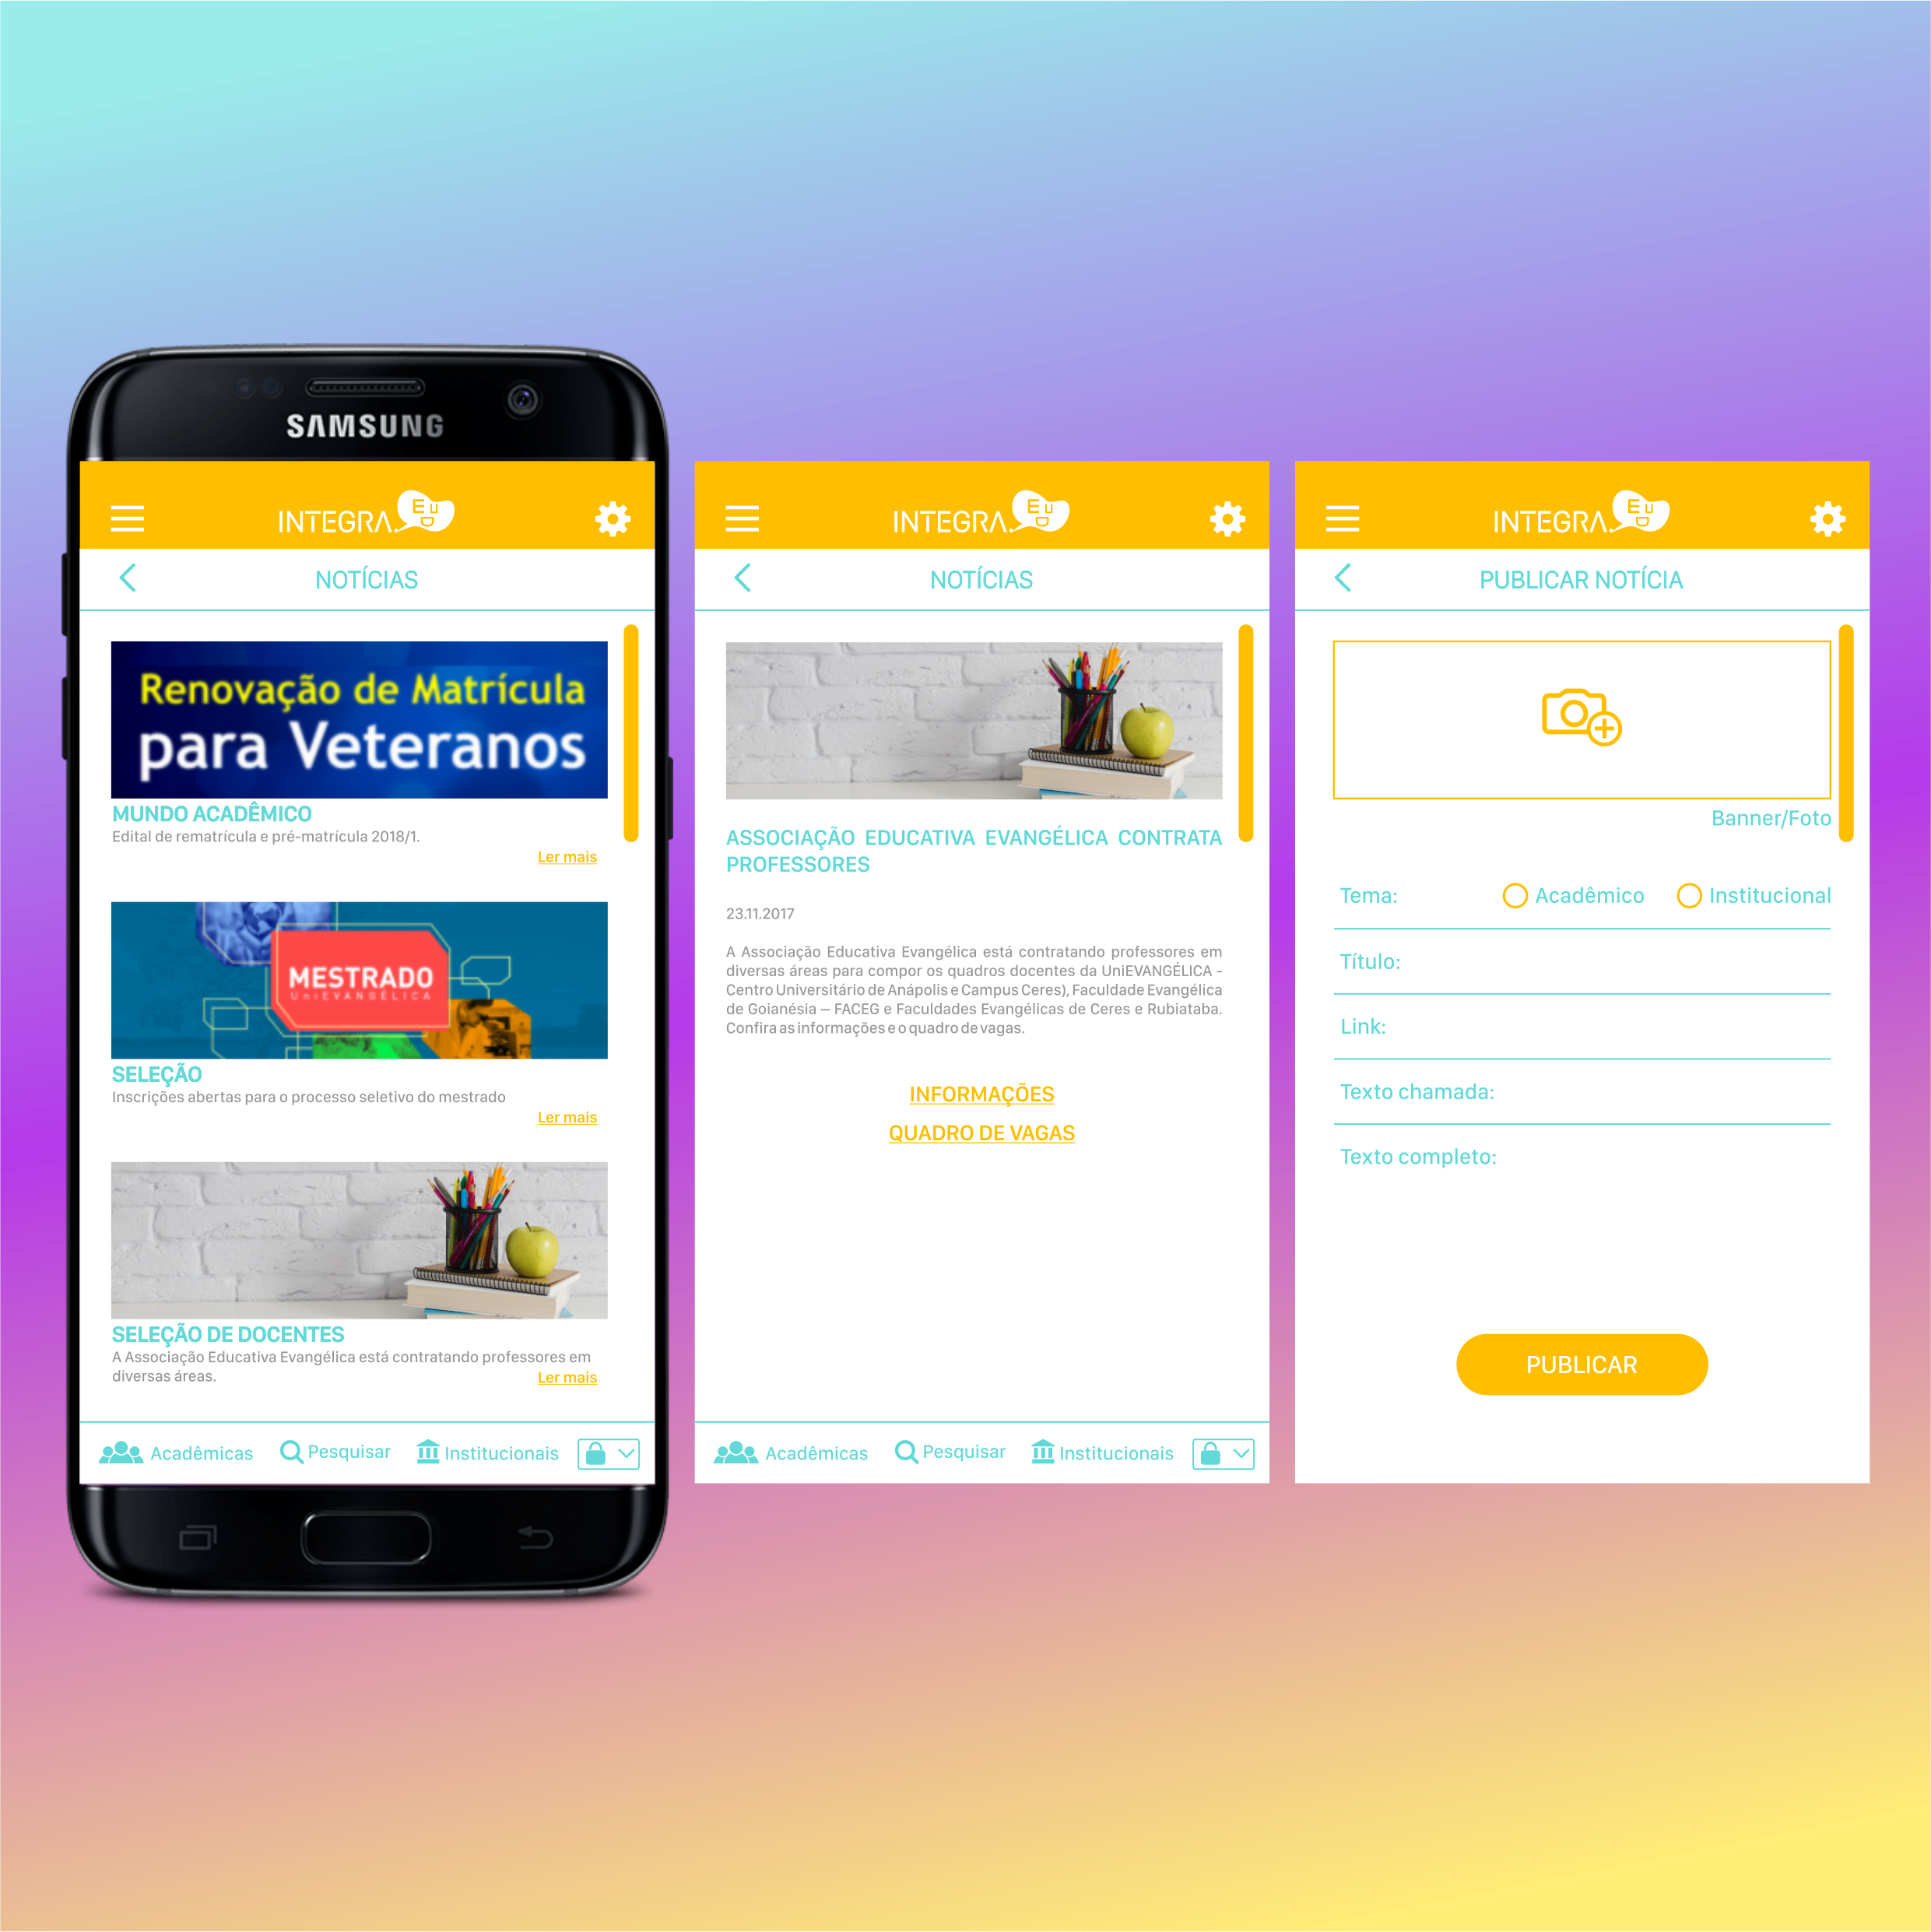 SAMSUNG
INTEGRA. EUD
NOTÍCIAS
Renovação de Matrícula
para Veteranos
MUNDO ACADÊMICO
Edital de rematrícula e pré-matrícula 2018/1.
Ler mais
MESTRADO
UniEVANGÉLICA
SELEÇÃO
Inscrições abertas para o processo seletivo do mestrado
Ler mais
SELEÇÃO DE DOCENTES
A Associação Educativa Evangélica está contratando professores em
diversas áreas.
Ler mais
Acadêmicas Pesquisar Institucionais
INTEGRA. EUD
NOTÍCIAS
ASSOCIAÇÃO EDUCATIVA EVANGÉLICA CONTRATA
PROFESSORES
23.11.2017
A Associação Educativa Evangélica está contratando professores em
diversas áreas para compor os quadros docentes da UniEVANGÉLICA -
Centro Universitário de Anápolis e Campus Ceres), Faculdade Evangélica
de Goianésia – FACEG e Faculdades Evangélicas de Ceres e Rubiataba.
Confira as informações e o quadro de vagas.
INFORMAÇÕES
QUADRO DE VAGAS
Acadêmicas Pesquisar Institucionais
INTEGRA. EUD
PUBLICAR NOTÍCIA
Banner/Foto
Tema: Acadêmico Institucional
Título:
Link:
Texto chamada:
Texto completo:
PUBLICAR